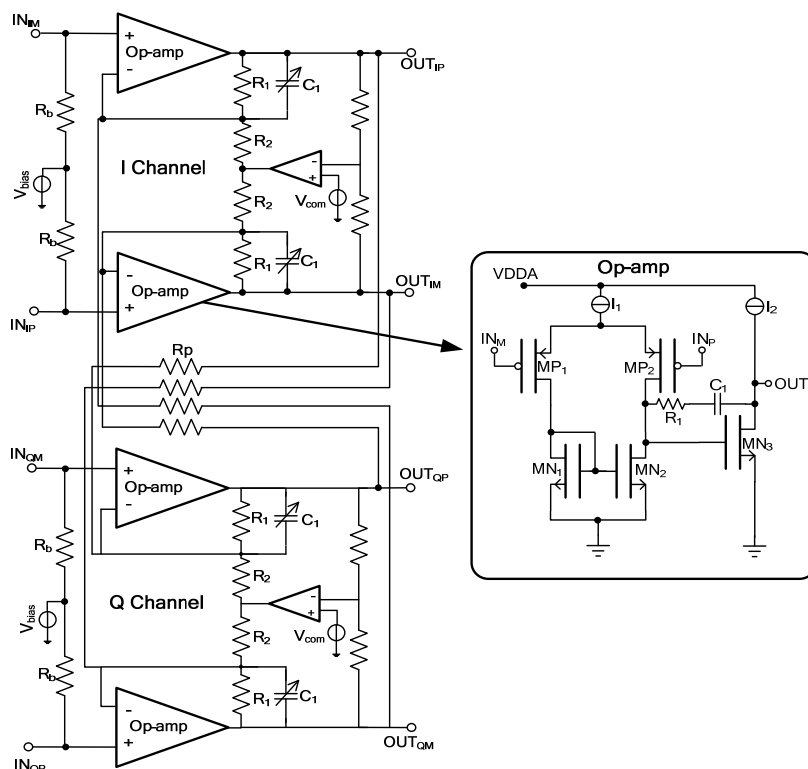 IN_IM
+
Op-amp
-
OUT_IP
R_1
C_1
R_b
R_2
I Channel
-
+
V_bias
V_com
R_2
R_b
R_1
C_1
-
Op-amp
+
OUT_IM
IN_IP
Rp
IN_QM
+
Op-amp
-
OUT_QP
R_1
C_1
R_b
R_2
Q Channel
-
+
V_bias
V_com
R_2
R_b
R_1
C_1
-
Op-amp
+
OUT_QM
IN_QP
Op-amp
VDDA
I_1
I_2
IN_M
IN_P
MP_1
MP_2
C_1
OUT
R_1
MN_1
MN_2
MN_3